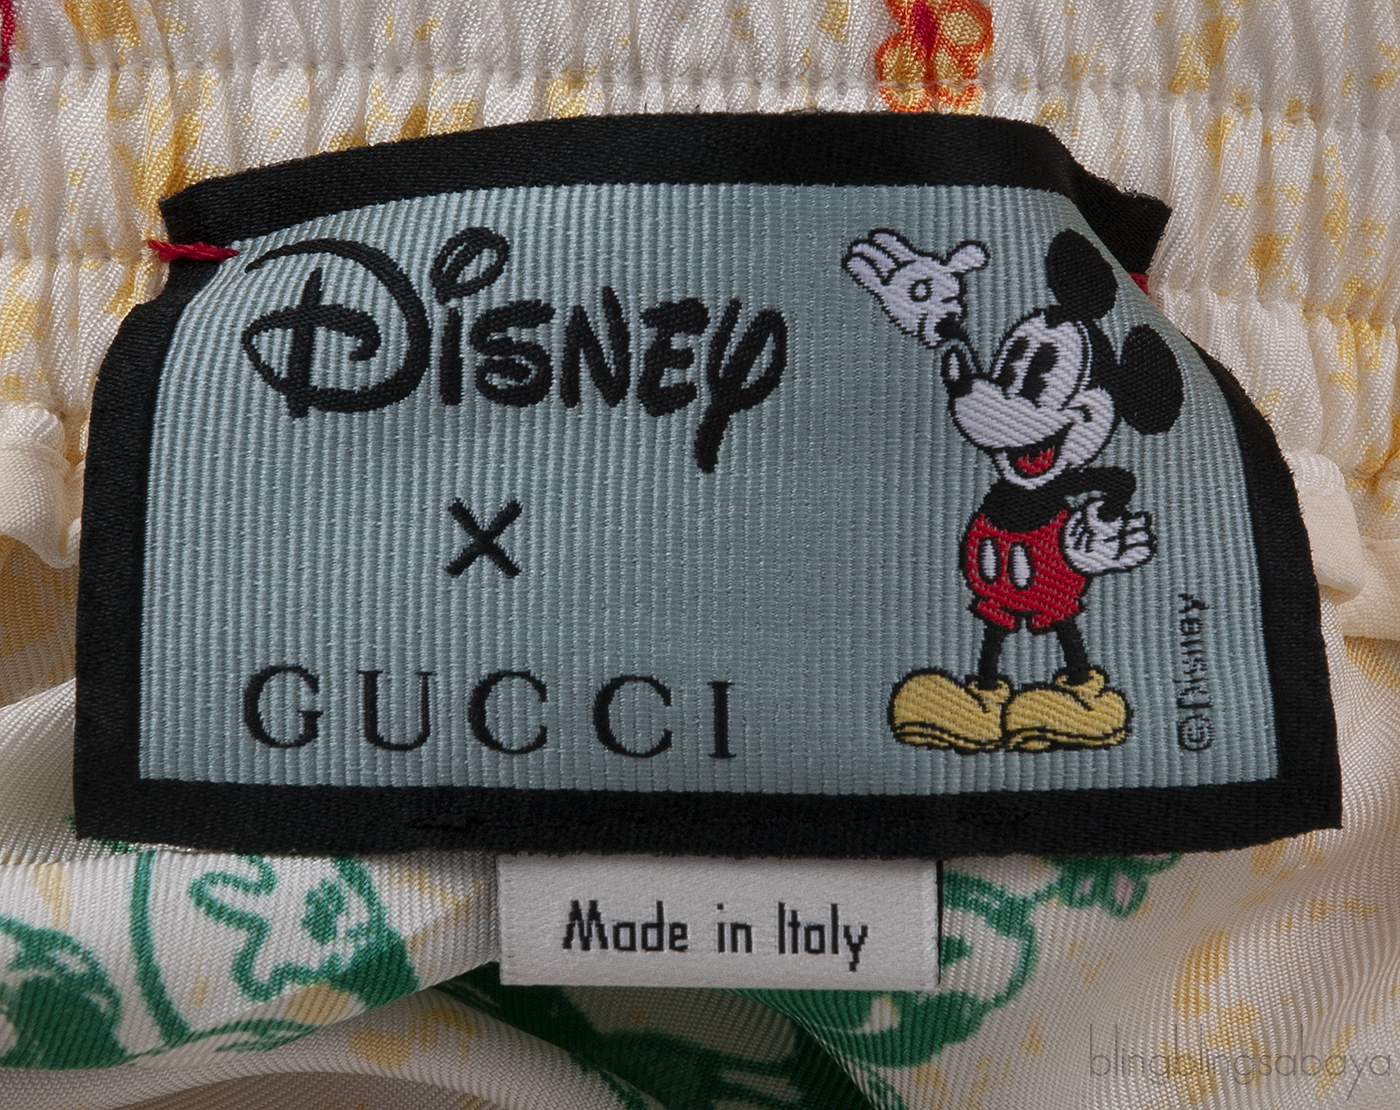 Disney
x
GUCCI
©Disney
Made in Italy
blingblingsabaya